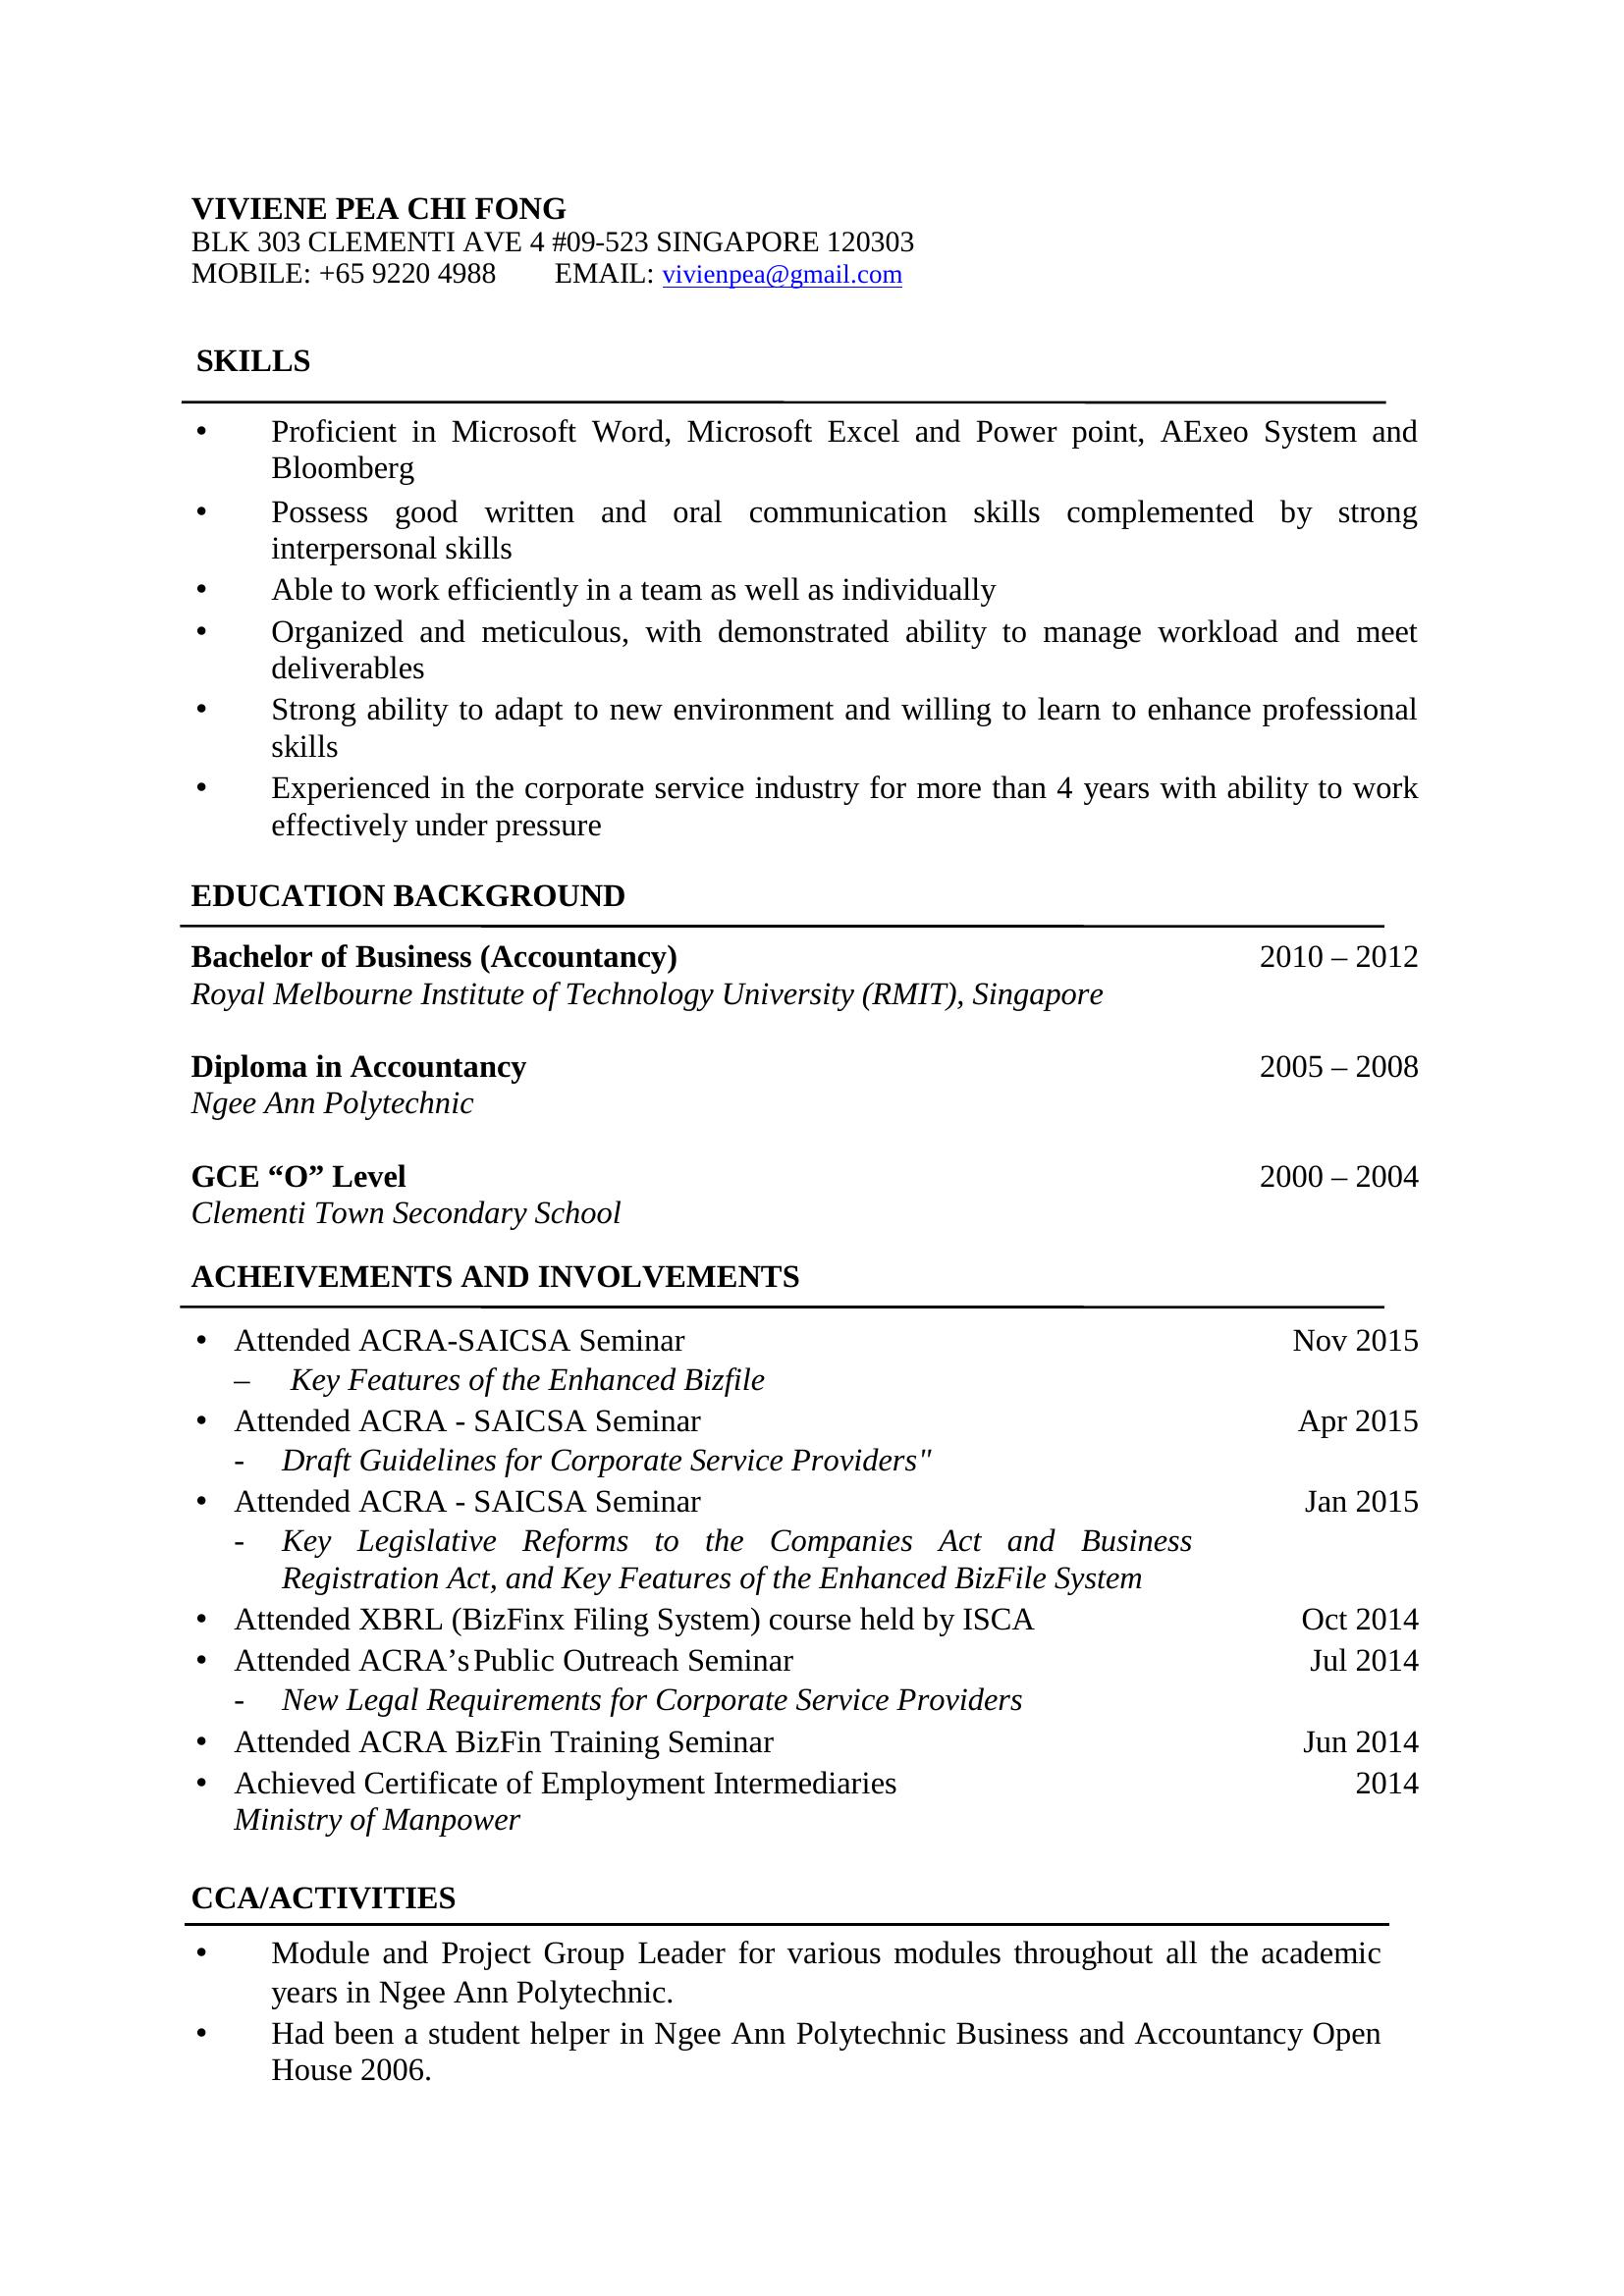 VIVIENE PEA CHI FONG
BLK 303 CLEMENTI AVE 4 #09-523 SINGAPORE 120303
MOBILE: +65 9220 4988 EMAIL: vivienpea@gmail.com
SKILLS
• Proficient in Microsoft Word, Microsoft Excel and Power point, AExeo System and
Bloomberg
• Possess good written and oral communication skills complemented by strong
interpersonal skills
• Able to work efficiently in a team as well as individually
• Organized and meticulous, with demonstrated ability to manage workload and meet
deliverables
• Strong ability to adapt to new environment and willing to learn to enhance professional
skills
• Experienced in the corporate service industry for more than 4 years with ability to work
effectively under pressure
EDUCATION BACKGROUND
Bachelor of Business (Accountancy) 2010 – 2012
Royal Melbourne Institute of Technology University (RMIT), Singapore
Diploma in Accountancy 2005 – 2008
Ngee Ann Polytechnic
GCE “O” Level 2000 – 2004
Clementi Town Secondary School
ACHEIVEMENTS AND INVOLVEMENTS
• Attended ACRA-SAICSA Seminar Nov 2015
– Key Features of the Enhanced Bizfile
• Attended ACRA - SAICSA Seminar Apr 2015
- Draft Guidelines for Corporate Service Providers"
• Attended ACRA - SAICSA Seminar Jan 2015
- Key Legislative Reforms to the Companies Act and Business
Registration Act, and Key Features of the Enhanced BizFile System
• Attended XBRL (BizFinx Filing System) course held by ISCA Oct 2014
• Attended ACRA’s Public Outreach Seminar Jul 2014
- New Legal Requirements for Corporate Service Providers
• Attended ACRA BizFin Training Seminar Jun 2014
• Achieved Certificate of Employment Intermediaries 2014
Ministry of Manpower
CCA/ACTIVITIES
• Module and Project Group Leader for various modules throughout all the academic
years in Ngee Ann Polytechnic.
• Had been a student helper in Ngee Ann Polytechnic Business and Accountancy Open
House 2006.